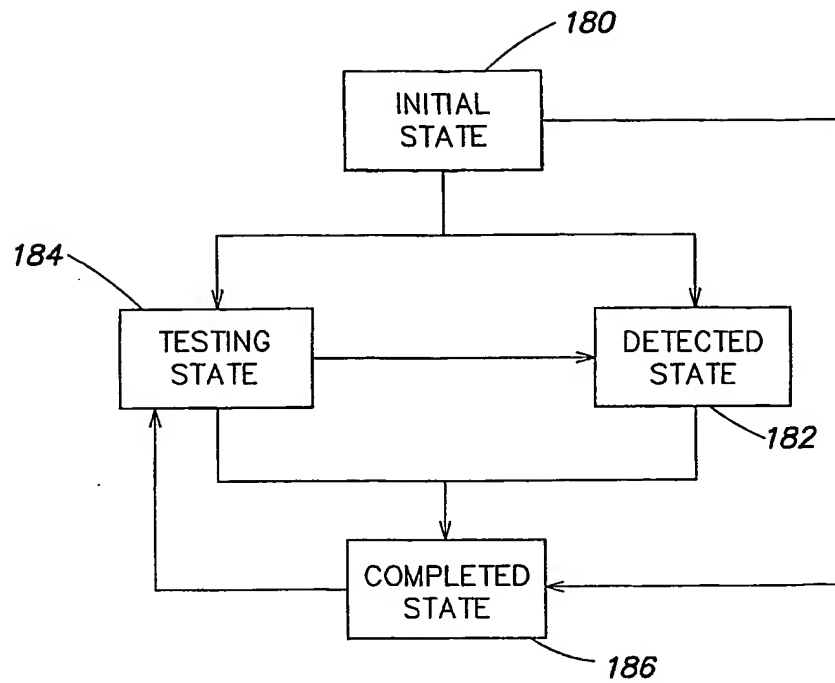 180
INITIAL
STATE
184
TESTING
STATE
DETECTED
STATE
182
COMPLETED
STATE
186